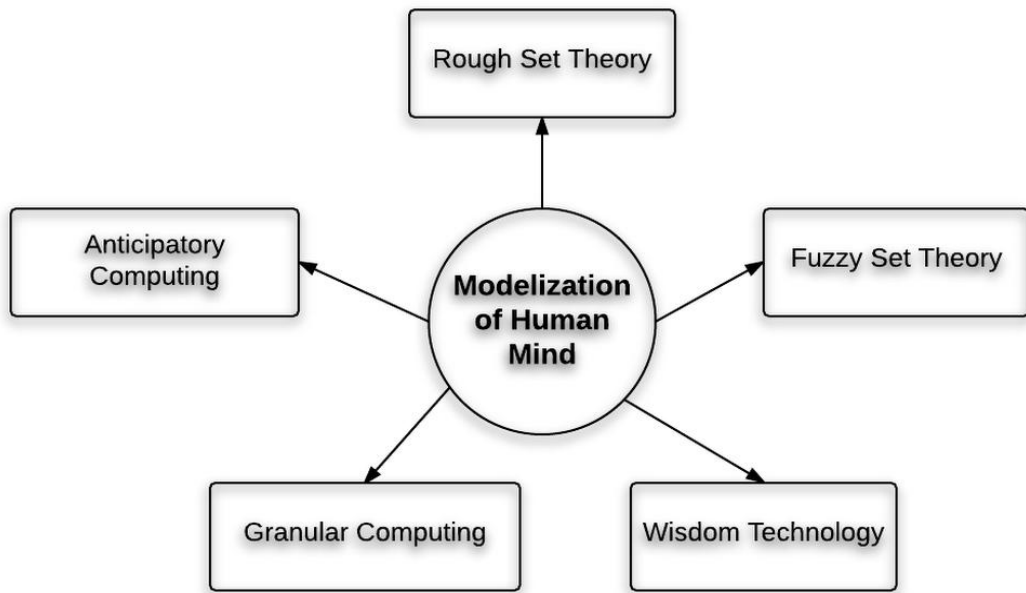 Rough Set Theory
Anticipatory
Computing
Fuzzy Set Theory
Modelization
of Human
Mind
Granular Computing
Wisdom Technology